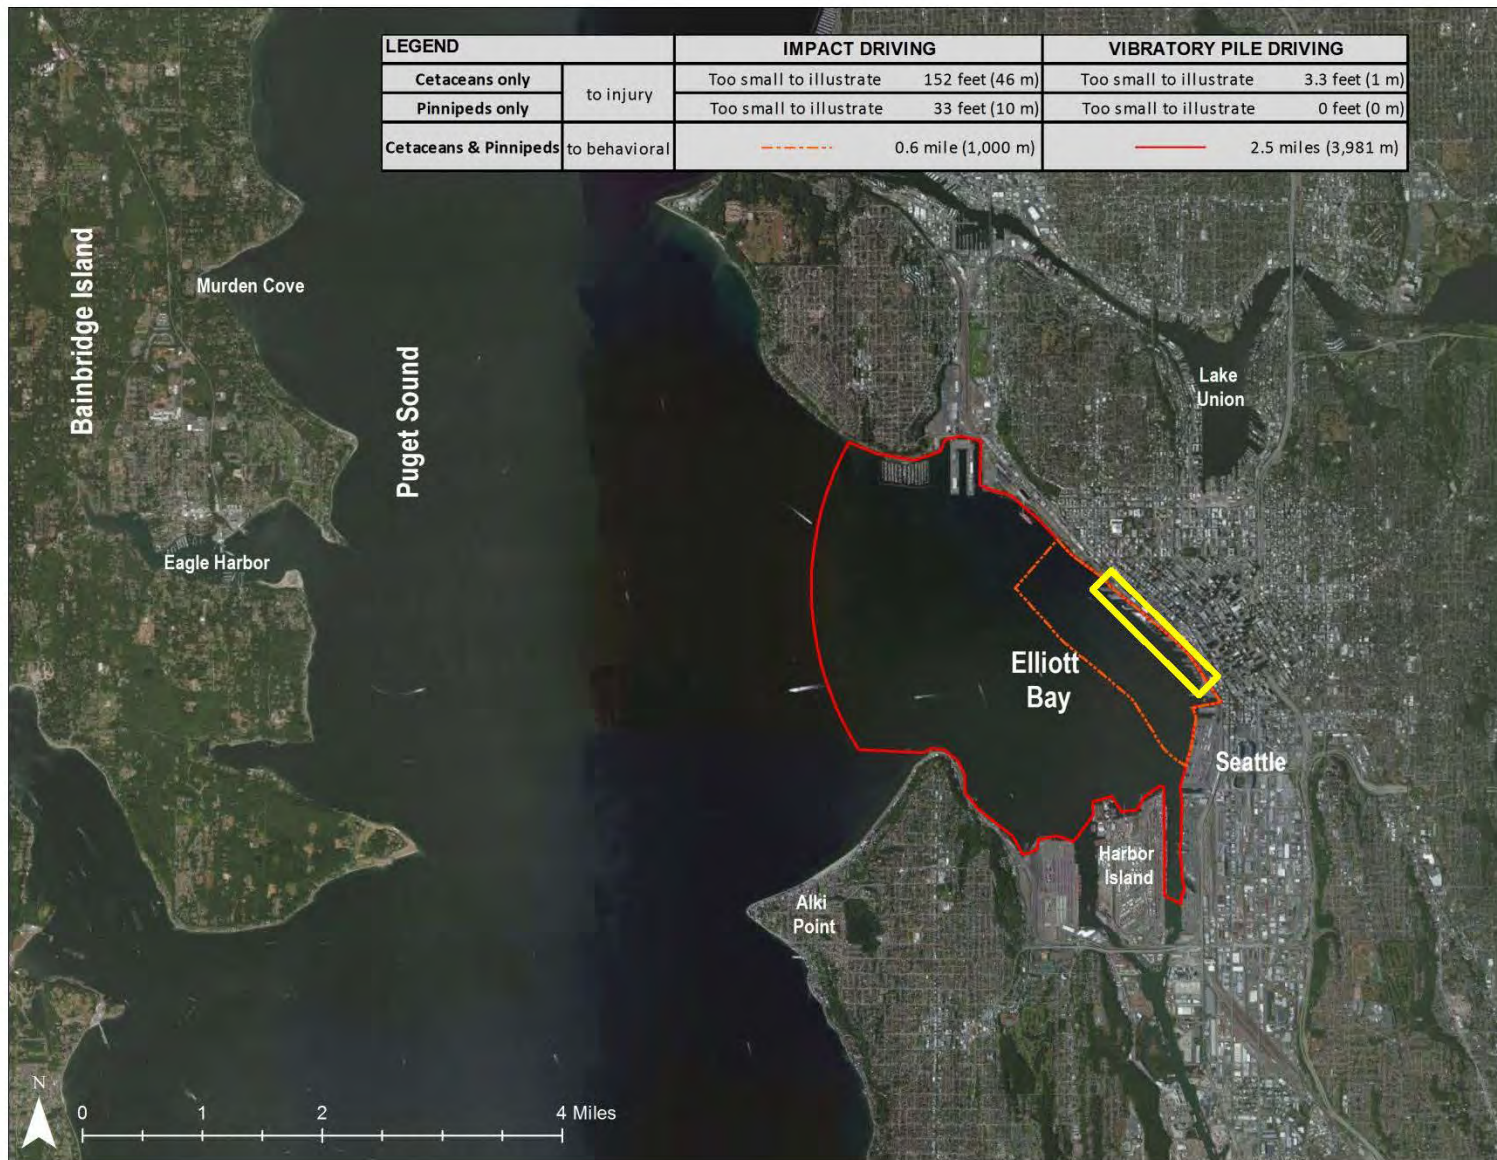 LEGEND IMPACT DRIVING VIBRATORY PILE DRIVING
Cetaceans only to injury Too small to illustrate 152 feet (46 m) Too small to illustrate 3.3 feet (1 m)
Pinnipeds only Too small to illustrate 33 feet (10 m) Too small to illustrate 0 feet (0 m)
Cetaceans & Pinnipeds to behavioral 0.6 mile (1,000 m) 2.5 miles (3,981 m)
Bainbridge Island
Murden Cove
Puget Sound
Lake
Union
Eagle Harbor
Elliott
Bay
Seattle
Harbor
Island
Alki
Point
N
0 1 2 4 Miles